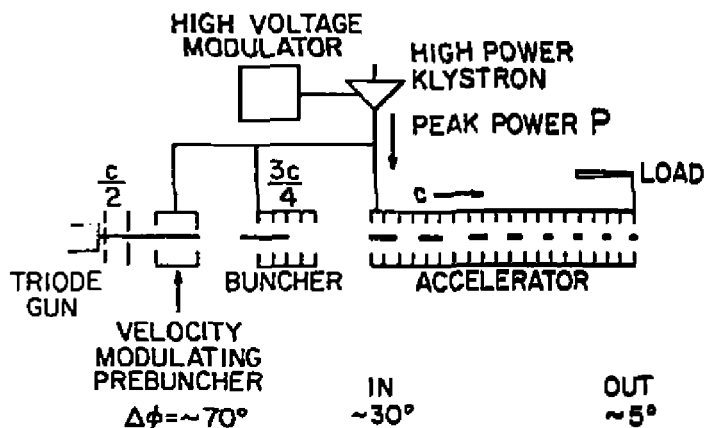 HIGH VOLTAGE
MODULATOR
HIGH POWER
KLYSTRON
PEAK POWER P
c/2
3c/4
c
LOAD
TRIODE
GUN
BUNCHER
ACCELERATOR
VELOCITY
MODULATING
PREBUNCHER
Δϕ=~70°
IN
~30°
OUT
~5°